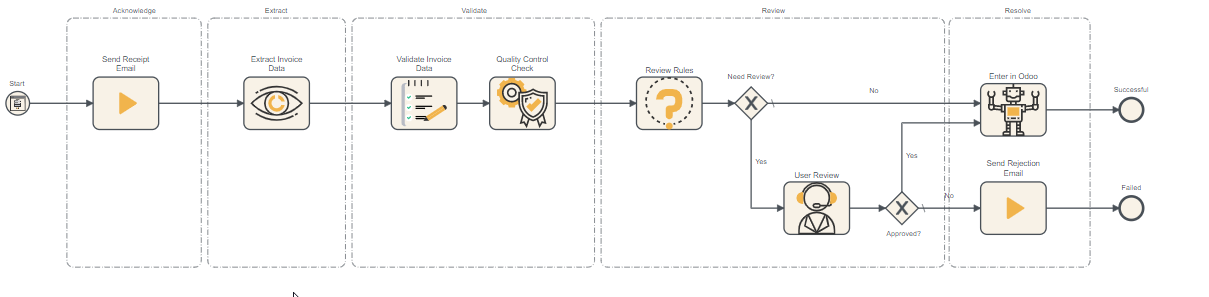 Acknowledge
Extract
Validate
Review
Resolve
Start
Send Receipt
Email
Extract Invoice
Data
Validate Invoice
Data
Quality Control
Check
Review Rules
Need Review?
No
Enter in Odoo
Successful
Yes
Yes
User Review
Approved?
No
Send Rejection
Email
Failed